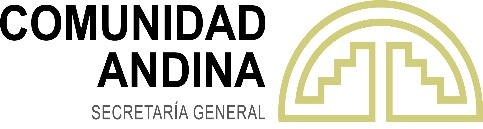 COMUNIDAD
ANDINA
SECRETARÍA GENERAL